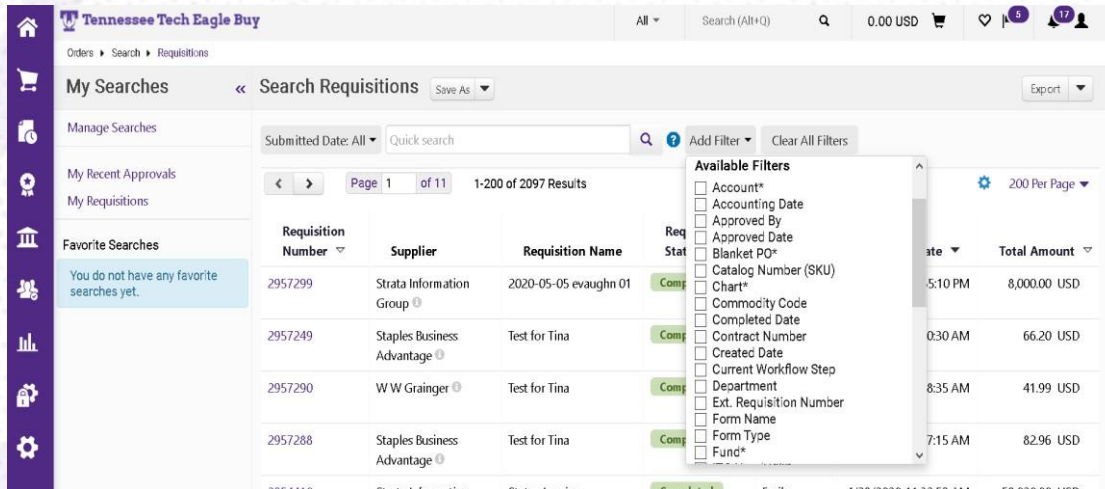 Tennessee Tech Eagle Buy
All
Search (Alt+Q)
0.00 USD
5
17
Orders
Search
Requisitions
My Searches
«
Search Requisitions
Save As
Export
Manage Searches
My Recent Approvals
My Requisitions
Favorite Searches
You do not have any favorite
searches yet.
Submitted Date: All
Quick search
?
Add Filter
Clear All Filters
Page 1 of 11
1-200 of 2097 Results
200 Per Page
Requisition
Number
Supplier
Requisition Name
Total Amount
2957299
Strata Information
Group
2020-05-05 evaughn 01
5:10 PM
8,000.00 USD
2957249
Staples Business
Advantage
Test for Tina
0:30 AM
66.20 USD
2957290
W W Grainger
Test for Tina
8:35 AM
41.99 USD
2957288
Staples Business
Advantage
Test for Tina
7:15 AM
82.96 USD
Available Filters
Account*
Accounting Date
Approved By
Approved Date
Blanket PO*
Catalog Number (SKU)
Chart*
Commodity Code
Completed Date
Contract Number
Created Date
Current Workflow Step
Department
Ext. Requisition Number
Form Name
Form Type
Fund*